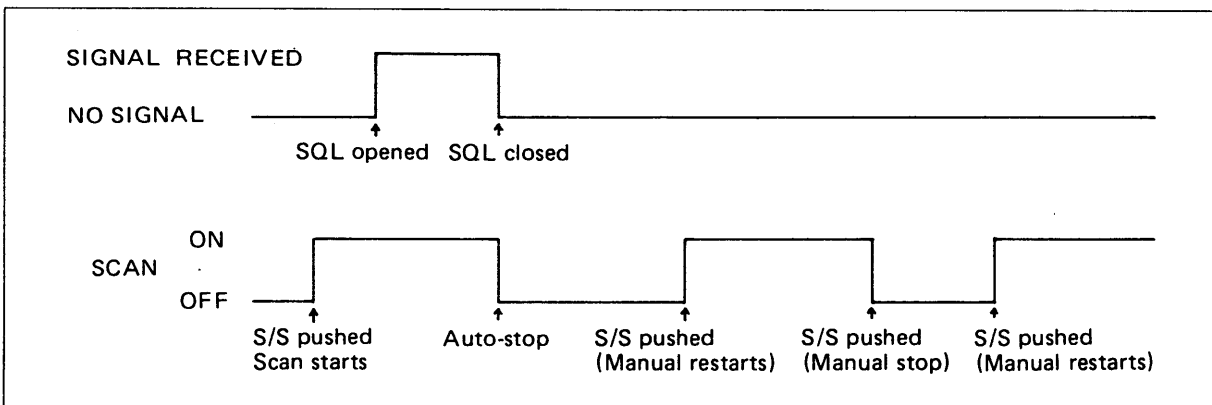 SIGNAL RECEIVED
NO SIGNAL
SQL opened SQL closed
ON
SCAN
OFF
S/S pushed Auto-stop S/S pushed S/S pushed S/S pushed
Scan starts (Manual restarts) (Manual stop) (Manual restarts)